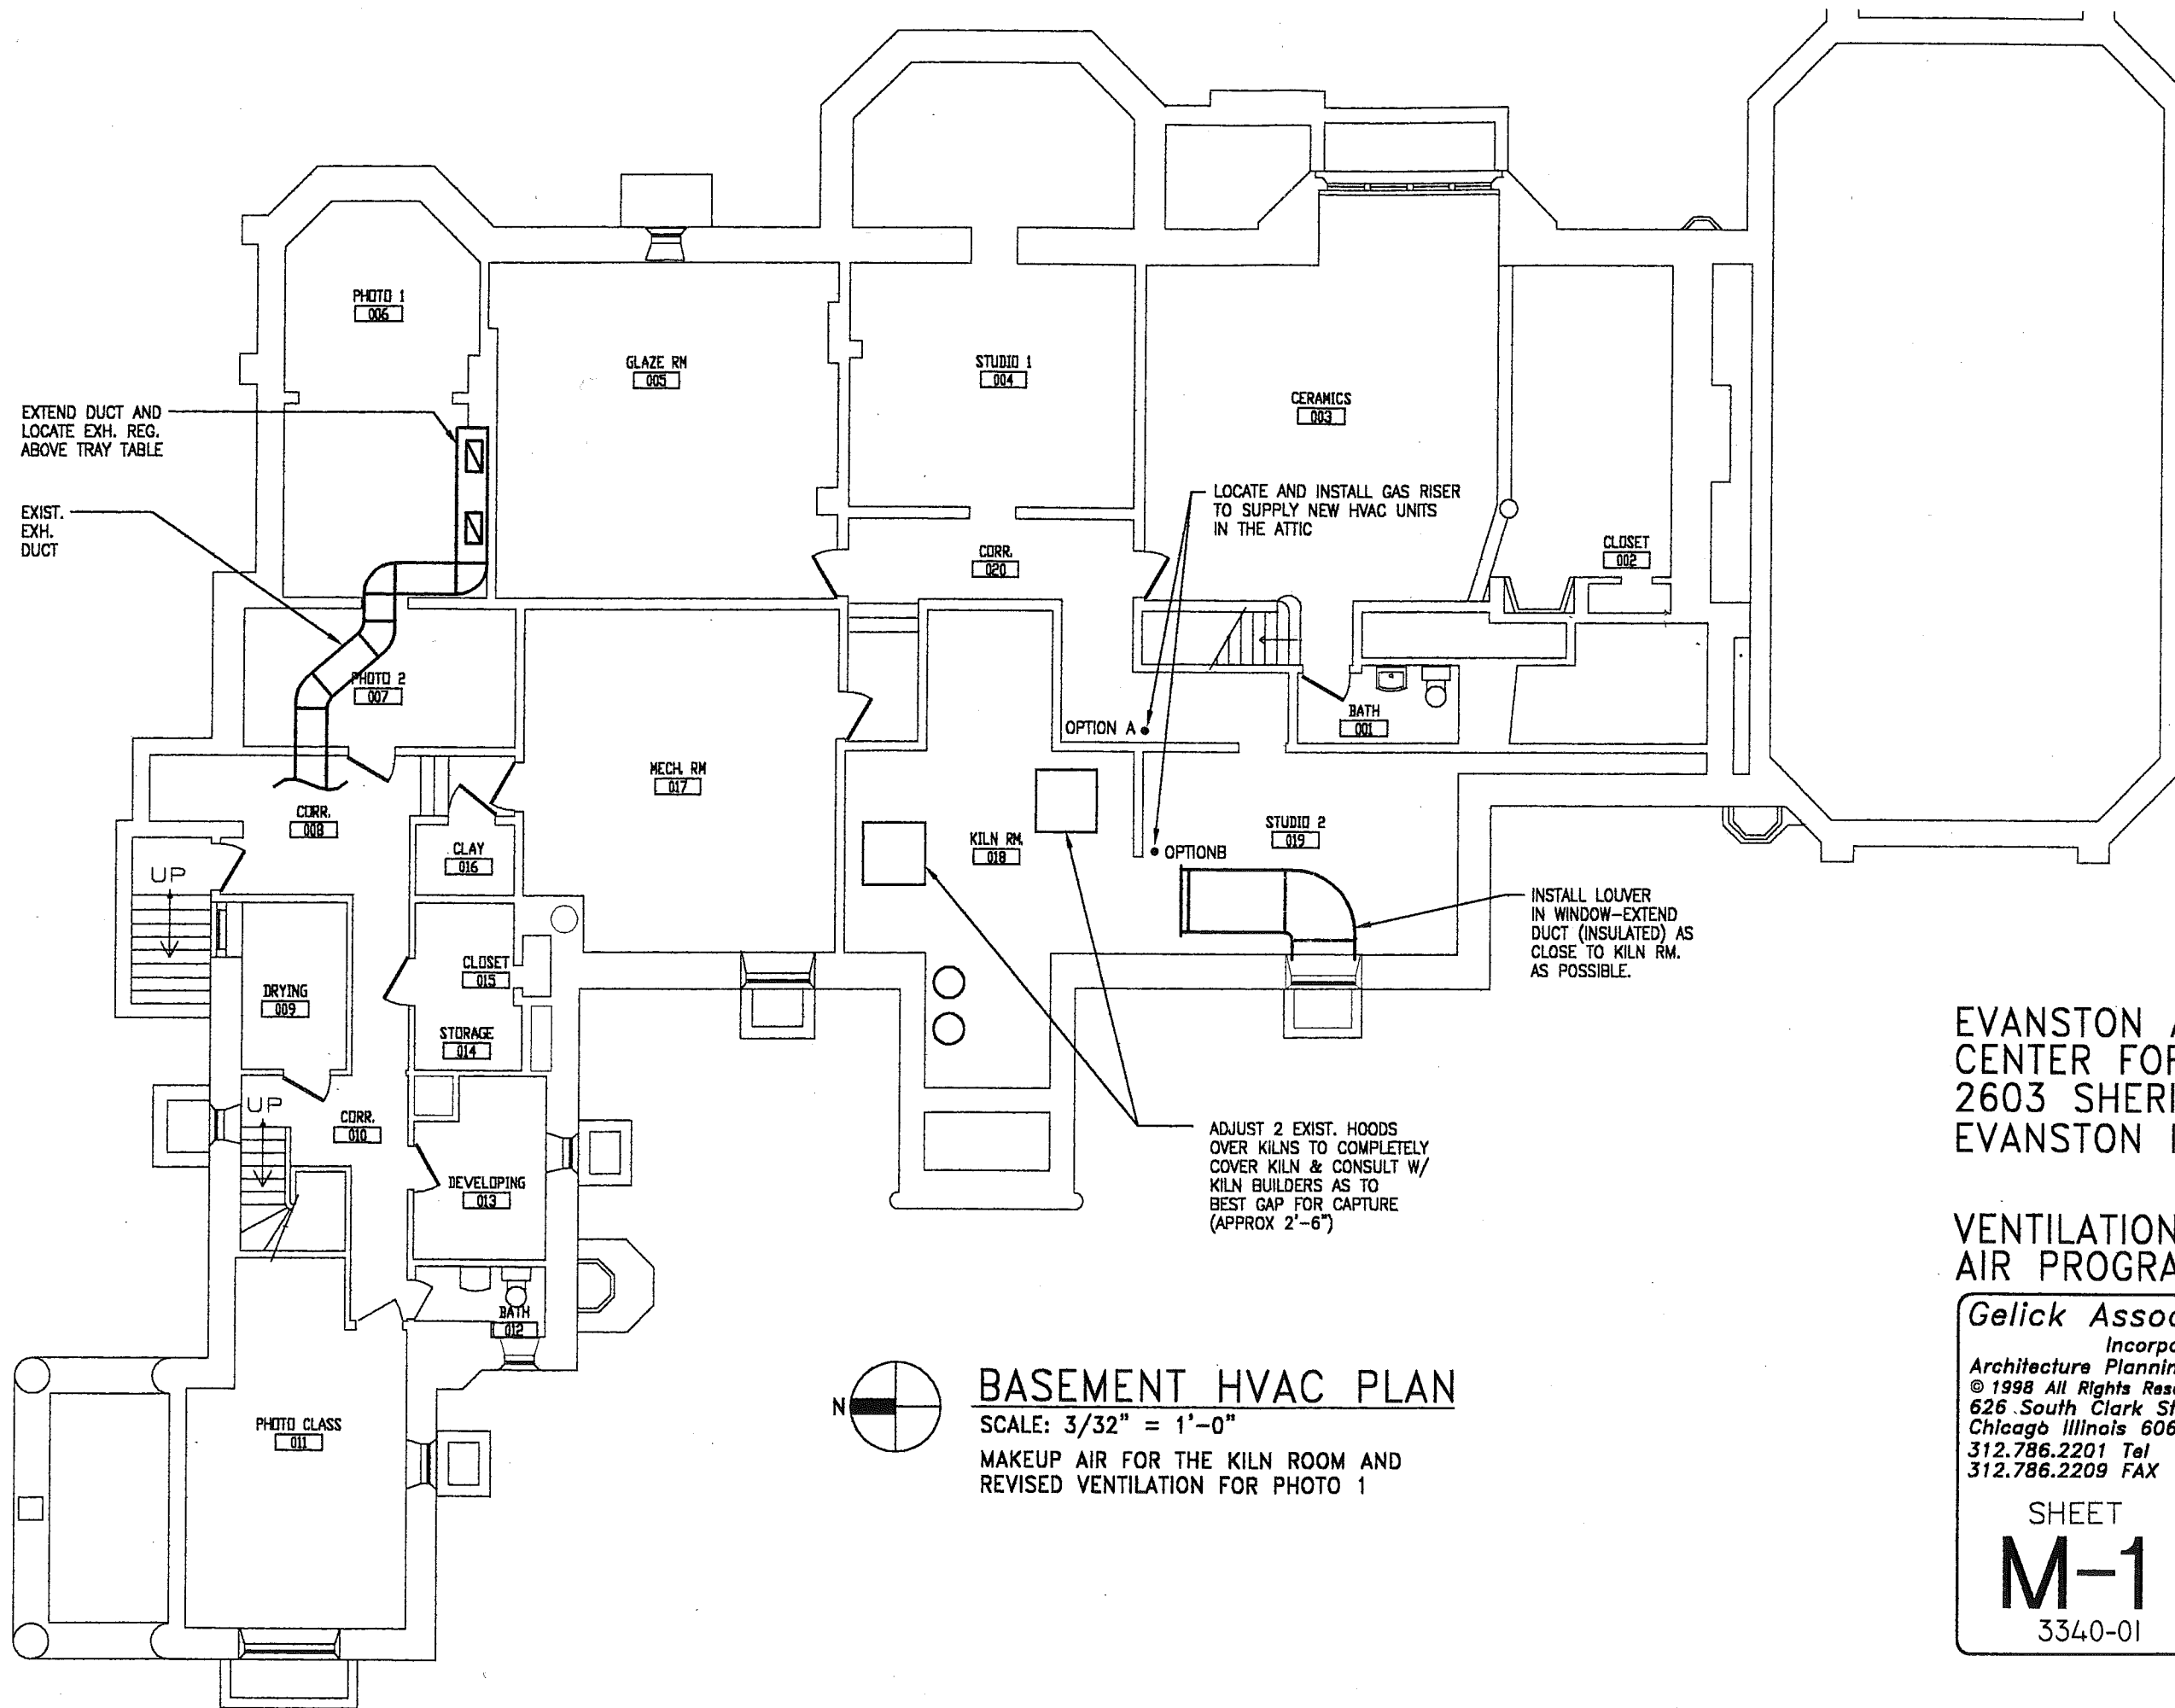 PHOTO 1
006
GLAZE RM
005
STUDIO 1
004
CERAMICS
003
EXTEND DUCT AND
LOCATE EXH. REG.
ABOVE TRAY TABLE
EXIST.
EXH.
DUCT
LOCATE AND INSTALL GAS RISER
TO SUPPLY NEW HVAC UNITS
IN THE ATTIC
CORR.
020
CLOSET
002
PHOTO 2
007
OPTION A
BATH
001
MECH. RM
017
CORR.
008
CLAY
016
KILN RM.
018
STUDIO 2
019
OPTIONB
UP
INSTALL LOUVER
IN WINDOW-EXTEND
DUCT (INSULATED) AS
CLOSE TO KILN RM.
AS POSSIBLE.
CLOSET
015
DRYING
009
STORAGE
014
UP
CORR.
010
DEVELOPING
013
ADJUST 2 EXIST. HOODS
OVER KILNS TO COMPLETELY
COVER KILN & CONSULT W/
KILN BUILDERS AS TO
BEST GAP FOR CAPTURE
(APPROX 2'-6")
BATH
012
PHOTO CLASS
011
N
BASEMENT HVAC PLAN
SCALE: 3/32" = 1'-0"
MAKEUP AIR FOR THE KILN ROOM AND
REVISED VENTILATION FOR PHOTO 1
EVANSTON
CENTER FOR
2603 SHERI
EVANSTON
VENTILATION
AIR PROGRA
Gelick Assoc
Incorpo
Architecture Plannin
© 1998 All Rights Rese
626 South Clark St
Chicago Illinois 606
312.786.2201 Tel
312.786.2209 FAX
SHEET
M-1
3340-01